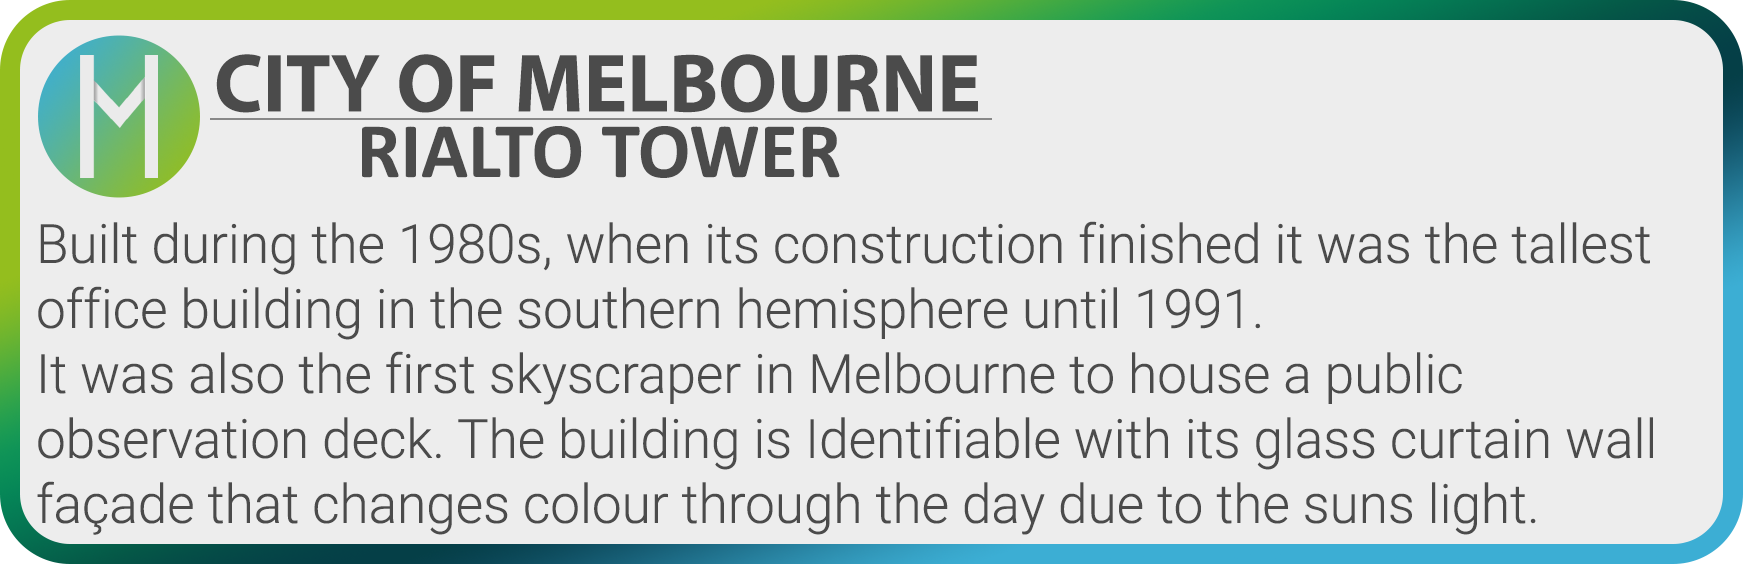 M
CITY OF MELBOURNE
RIALTO TOWER
Built during the 1980s, when its construction finished it was the tallest
office building in the southern hemisphere until 1991.
It was also the first skyscraper in Melbourne to house a public
observation deck. The building is Identifiable with its glass curtain wall
façade that changes colour through the day due to the suns light.